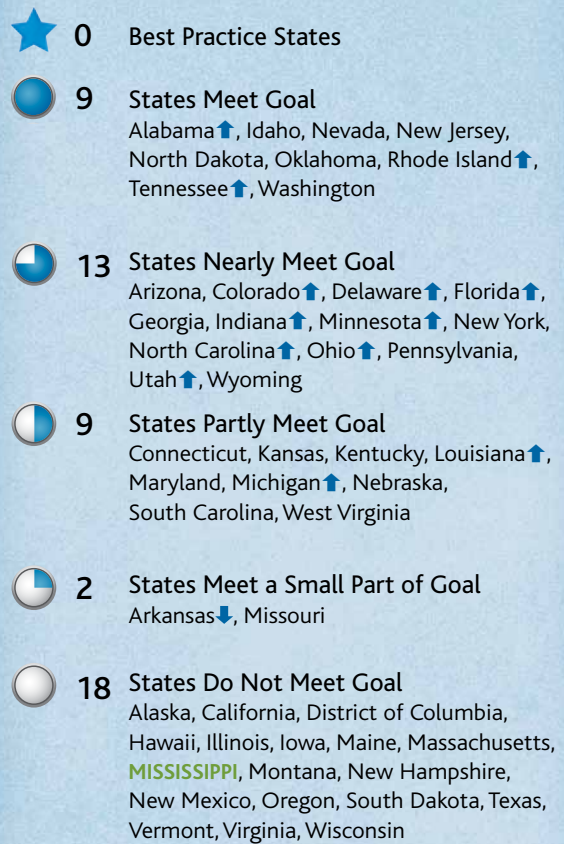 0 Best Practice States
9 States Meet Goal
Alabama⬆, Idaho, Nevada, New Jersey,
North Dakota, Oklahoma, Rhode Island⬆,
Tennessee⬆, Washington
13 States Nearly Meet Goal
Arizona, Colorado⬆, Delaware⬆, Florida⬆,
Georgia, Indiana⬆, Minnesota⬆, New York,
North Carolina⬆, Ohio⬆, Pennsylvania,
Utah⬆, Wyoming
9 States Partly Meet Goal
Connecticut, Kansas, Kentucky, Louisiana⬆,
Maryland, Michigan⬆, Nebraska,
South Carolina, West Virginia
2 States Meet a Small Part of Goal
Arkansas⬇, Missouri
18 States Do Not Meet Goal
Alaska, California, District of Columbia,
Hawaii, Illinois, Iowa, Maine, Massachusetts,
MISSISSIPPI, Montana, New Hampshire,
New Mexico, Oregon, South Dakota, Texas,
Vermont, Virginia, Wisconsin